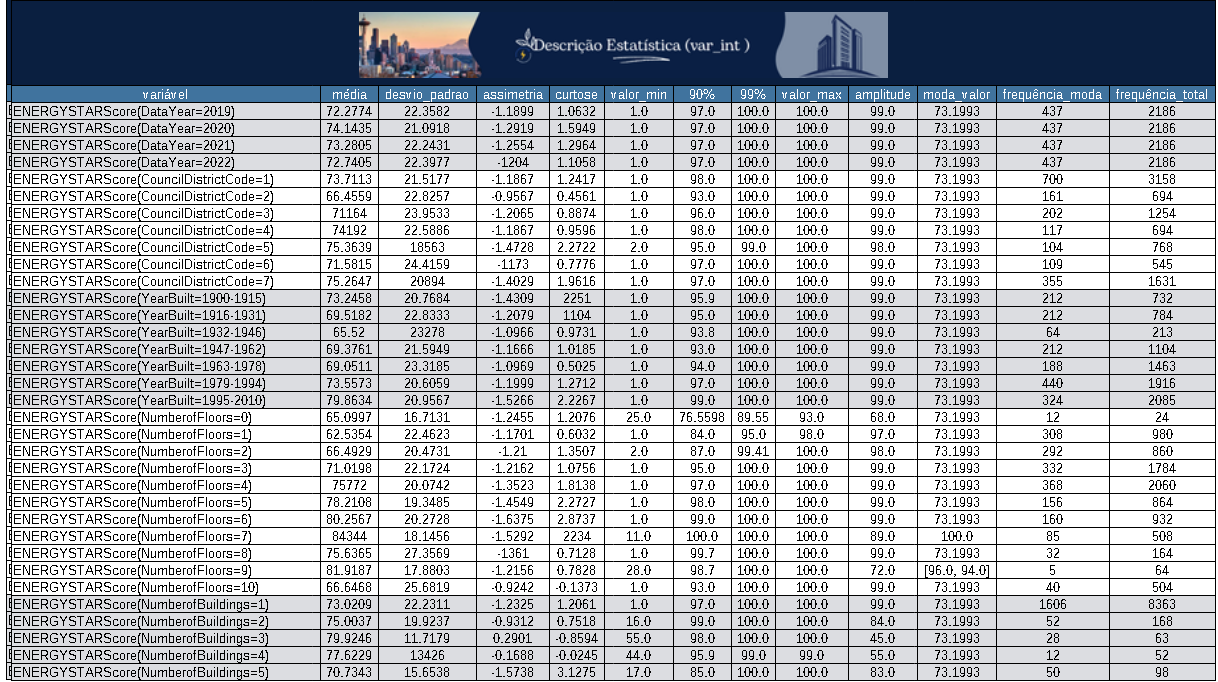 Descrição Estatística (var_int )
variável média desvio_padrao assimetria curtose valor_min 90% 99% valor_max amplitude moda_valor frequência_moda frequência_total
ENERGYSTARScore(DataYear=2019) 72.2774 22.3582 -1.1899 1.0632 1.0 97.0 100.0 100.0 99.0 73.1993 437 2186
ENERGYSTARScore(DataYear=2020) 74.1435 21.0918 -1.2919 1.5949 1.0 97.0 100.0 100.0 99.0 73.1993 437 2186
ENERGYSTARScore(DataYear=2021) 73.2805 22.2431 -1.2554 1.2964 1.0 97.0 100.0 100.0 99.0 73.1993 437 2186
ENERGYSTARScore(DataYear=2022) 72.7405 22.3977 -1204 1.1058 1.0 97.0 100.0 100.0 99.0 73.1993 437 2186
ENERGYSTARScore(CouncilDistrictCode=1) 73.7113 21.5177 -1.1867 1.2417 1.0 98.0 100.0 100.0 99.0 73.1993 700 3158
ENERGYSTARScore(CouncilDistrictCode=2) 66.4559 22.8257 -0.9567 0.4561 1.0 93.0 100.0 100.0 99.0 73.1993 161 694
ENERGYSTARScore(CouncilDistrictCode=3) 71164 23.9533 -1.2065 0.8874 1.0 96.0 100.0 100.0 99.0 73.1993 202 1254
ENERGYSTARScore(CouncilDistrictCode=4) 74192 22.5886 -1.1867 0.9596 1.0 98.0 100.0 100.0 99.0 73.1993 117 694
ENERGYSTARScore(CouncilDistrictCode=5) 75.3639 18563 -1.4728 2.2722 2.0 95.0 99.0 100.0 98.0 73.1993 104 768
ENERGYSTARScore(CouncilDistrictCode=6) 71.5815 24.4159 -1173 0.7776 1.0 97.0 100.0 100.0 99.0 73.1993 109 545
ENERGYSTARScore(CouncilDistrictCode=7) 75.2647 20894 -1.4029 1.9616 1.0 97.0 100.0 100.0 99.0 73.1993 355 1631
ENERGYSTARScore(YearBuilt=1900-1915) 73.2458 20.7684 -1.4309 2251 1.0 95.9 100.0 100.0 99.0 73.1993 212 732
ENERGYSTARScore(YearBuilt=1916-1931) 69.5182 22.8333 -1.2079 1104 1.0 95.0 100.0 100.0 99.0 73.1993 212 784
ENERGYSTARScore(YearBuilt=1932-1946) 65.52 23278 -1.0966 0.9731 1.0 93.8 100.0 100.0 99.0 73.1993 64 213
ENERGYSTARScore(YearBuilt=1947-1962) 69.3761 21.5949 -1.1666 1.0185 1.0 93.0 100.0 100.0 99.0 73.1993 212 1104
ENERGYSTARScore(YearBuilt=1963-1978) 69.0511 23.3185 -1.0969 0.5025 1.0 94.0 100.0 100.0 99.0 73.1993 188 1463
ENERGYSTARScore(YearBuilt=1979-1994) 73.5573 20.6059 -1.1999 1.2712 1.0 97.0 100.0 100.0 99.0 73.1993 440 1916
ENERGYSTARScore(YearBuilt=1995-2010) 79.8634 20.9567 -1.5266 2.2267 1.0 99.0 100.0 100.0 99.0 73.1993 324 2085
ENERGYSTARScore(NumberofFloors=0) 65.0997 16.7131 -1.2455 1.2076 25.0 76.5598 89.55 93.0 68.0 73.1993 12 24
ENERGYSTARScore(NumberofFloors=1) 62.5354 22.4623 -1.1701 0.6032 1.0 84.0 95.0 98.0 97.0 73.1993 308 980
ENERGYSTARScore(NumberofFloors=2) 66.4929 20.4731 -1.21 1.3507 2.0 87.0 99.41 100.0 98.0 73.1993 292 860
ENERGYSTARScore(NumberofFloors=3) 71.0198 22.1724 -1.2162 1.0756 1.0 95.0 100.0 100.0 99.0 73.1993 332 1784
ENERGYSTARScore(NumberofFloors=4) 75772 20.0742 -1.3523 1.8138 1.0 97.0 100.0 100.0 99.0 73.1993 368 2060
ENERGYSTARScore(NumberofFloors=5) 78.2108 19.3485 -1.4549 2.2727 1.0 98.0 100.0 100.0 99.0 73.1993 156 864
ENERGYSTARScore(NumberofFloors=6) 80.2567 20.2728 -1.6375 2.8737 1.0 99.0 100.0 100.0 99.0 73.1993 160 932
ENERGYSTARScore(NumberofFloors=7) 84344 18.1456 -1.5292 2234 11.0 100.0 100.0 100.0 89.0 100.0 85 508
ENERGYSTARScore(NumberofFloors=8) 75.6365 27.3569 -1361 0.7128 1.0 99.7 100.0 100.0 99.0 73.1993 32 164
ENERGYSTARScore(NumberofFloors=9) 81.9187 17.8803 -1.2156 0.7828 28.0 98.7 100.0 100.0 72.0 [96.0, 94.0] 5 64
ENERGYSTARScore(NumberofFloors=10) 66.6468 25.6819 -0.9242 -0.1373 1.0 93.0 100.0 100.0 99.0 73.1993 40 504
ENERGYSTARScore(NumberofBuildings=1) 73.0209 22.2311 -1.2325 1.2061 1.0 97.0 100.0 100.0 99.0 73.1993 1606 8363
ENERGYSTARScore(NumberofBuildings=2) 75.0037 19.9237 -0.9312 0.7518 16.0 99.0 100.0 100.0 84.0 73.1993 52 168
ENERGYSTARScore(NumberofBuildings=3) 79.9246 11.7179 0.2901 -0.8594 55.0 98.0 100.0 100.0 45.0 73.1993 28 63
ENERGYSTARScore(NumberofBuildings=4) 77.6229 13426 -0.1688 -0.0245 44.0 95.9 99.0 99.0 55.0 73.1993 12 52
ENERGYSTARScore(NumberofBuildings=5) 70.7343 15.6538 -1.5738 3.1275 17.0 85.0 100.0 100.0 83.0 73.1993 50 98